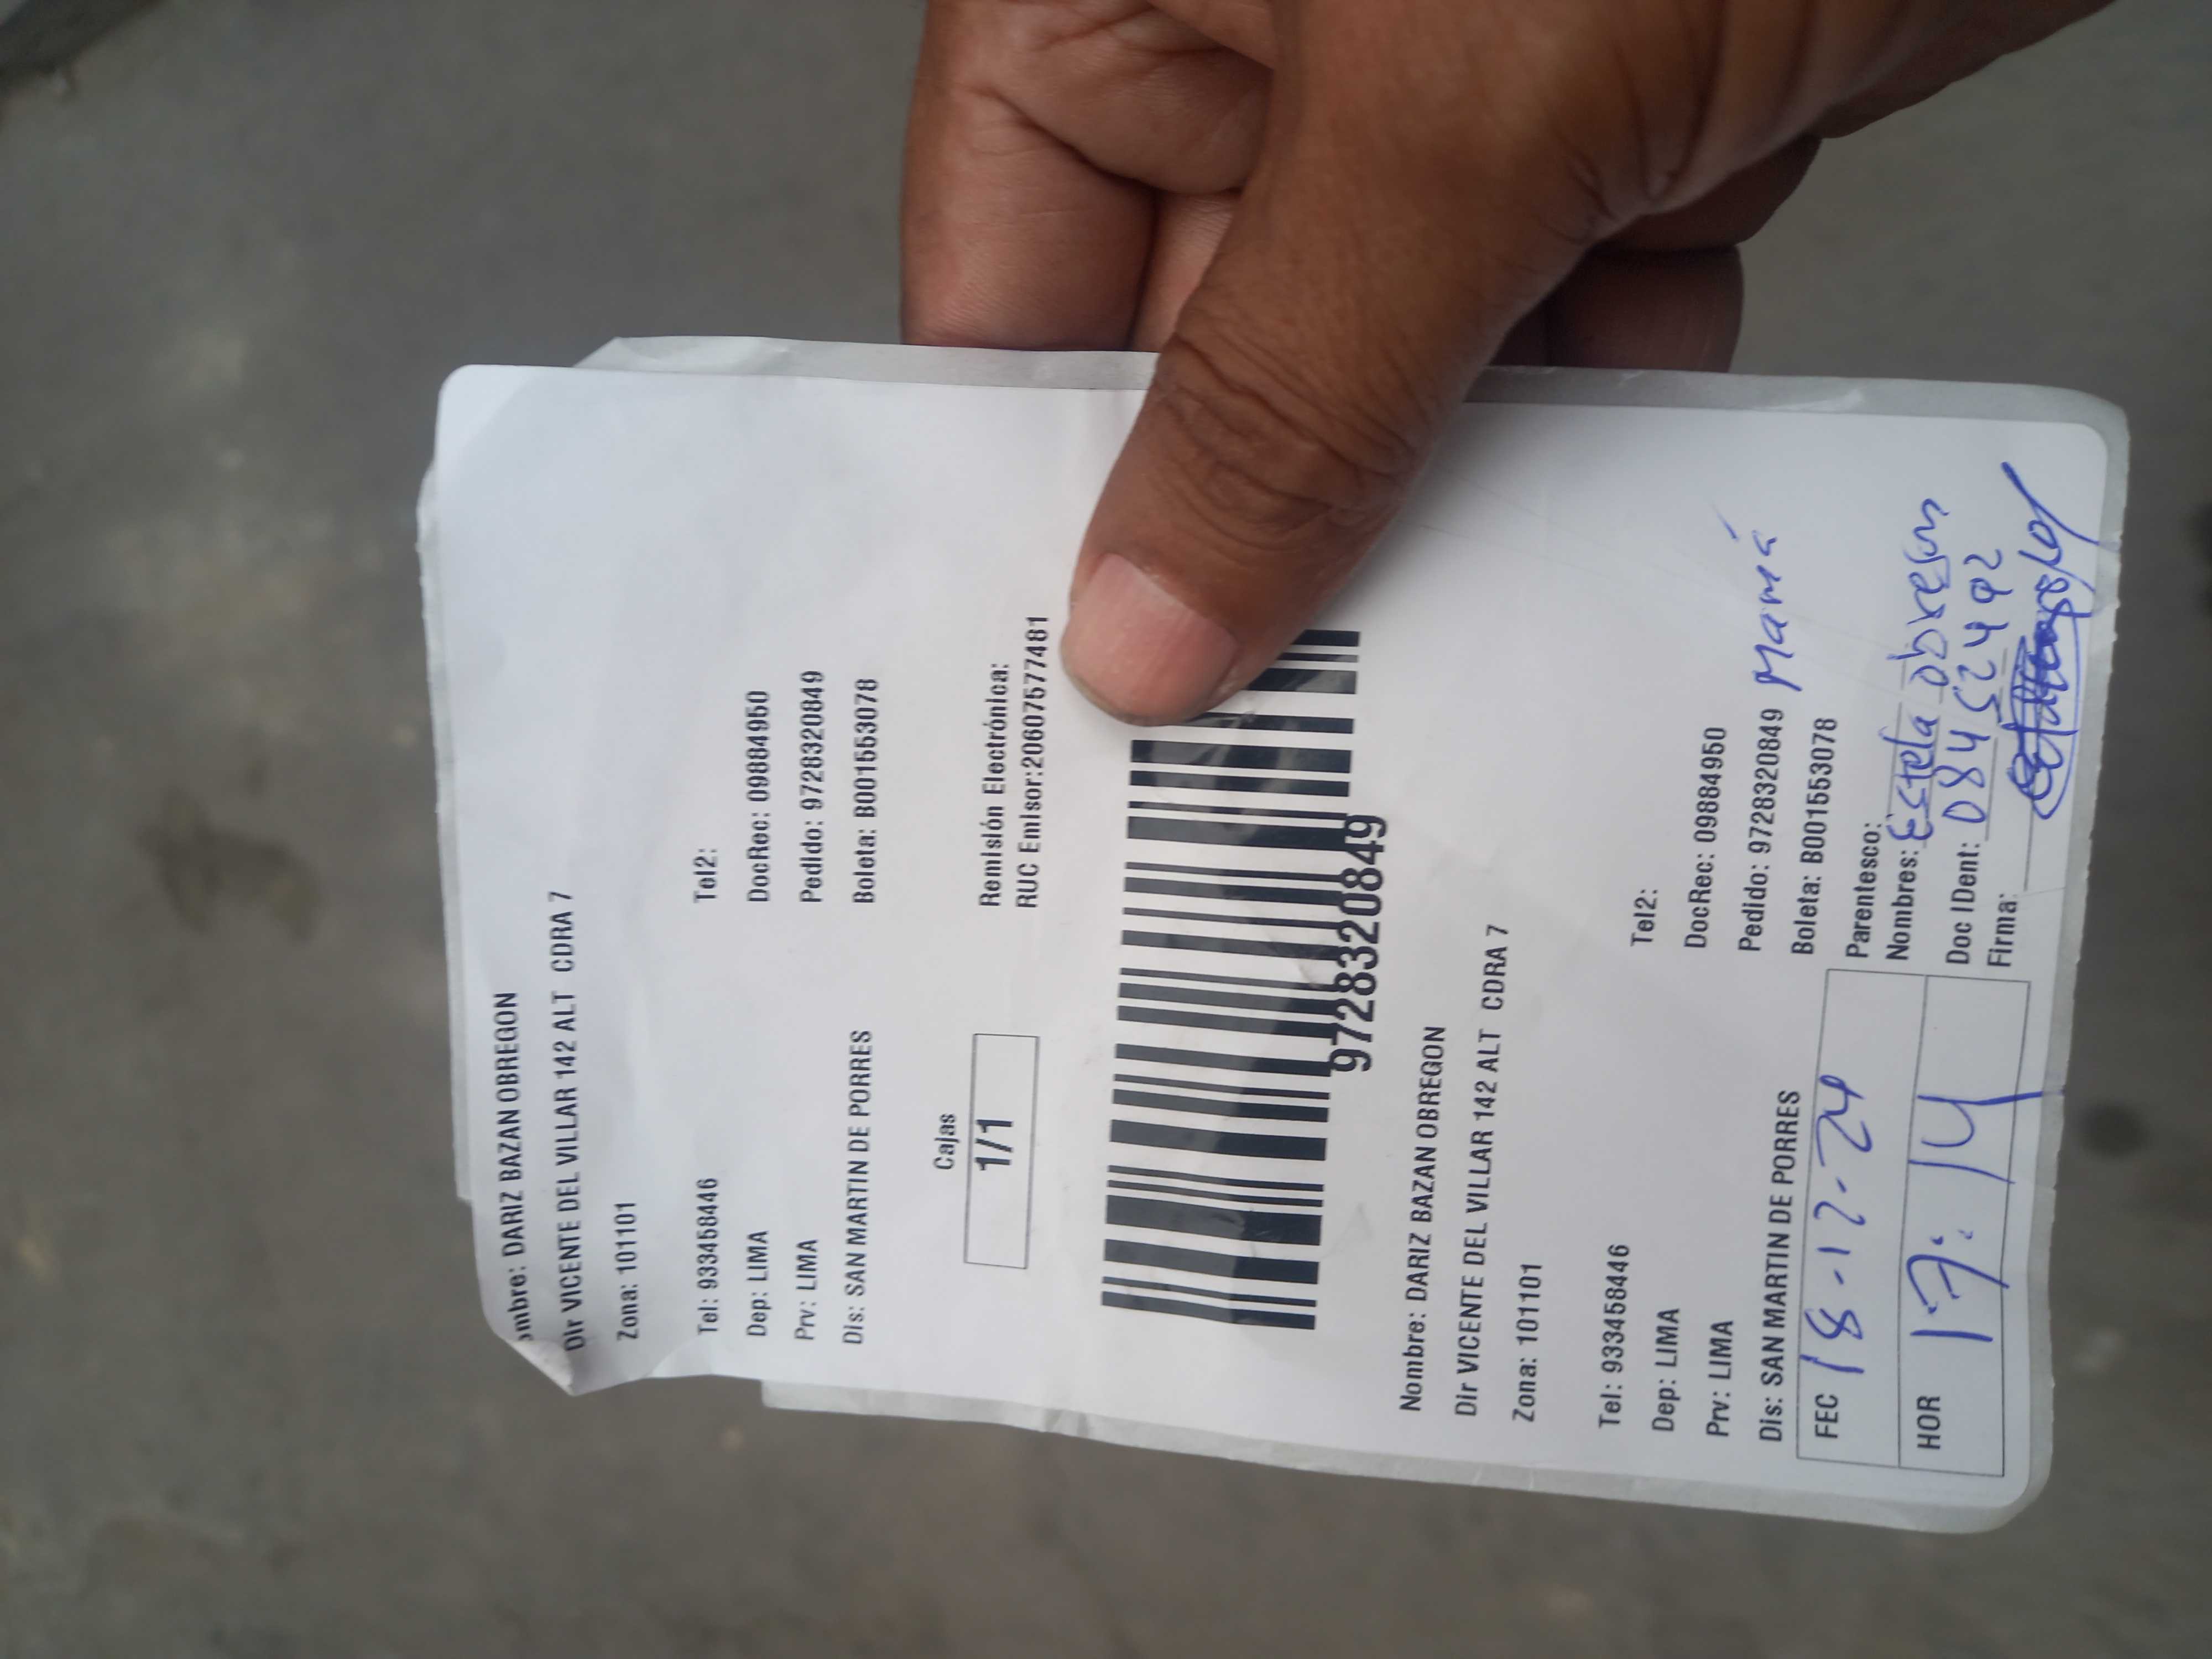 ombre: DARIZ BAZAN OBREGON
Dir VICENTE DEL VILLAR 142 ALT CDRA 7
Zona: 101101
Tel: 933458446 Tel2:
Dep: LIMA DocRec: 09884950
Prv: LIMA Pedido: 9728320849
Dis: SAN MARTIN DE PORRES Boleta: B001553078
Cajas
1/1
Remisión Electrónica:
RUC Emisor:20607577481
9728320849
Nombre: DARIZ BAZAN OBREGON
Dir VICENTE DEL VILLAR 142 ALT CDRA 7
Zona: 101101
Tel: 933458446 Tel2:
Dep: LIMA DocRec: 09884950
Prv: LIMA Pedido: 9728320849
Dis: SAN MARTIN DE PORRES Boleta: B001553078
FEC 18-12-24
HOR 17:14
Parentesco: Mamá
Nombres: Estela obregon
Doc IDent: 08452492
Firma: